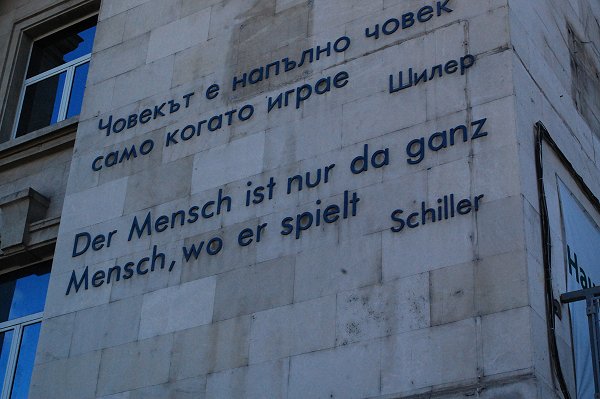 Човекът е напълно човек
само когато играе Шилер
Der Mensch ist nur da ganz
Mensch, wo er spielt Schiller